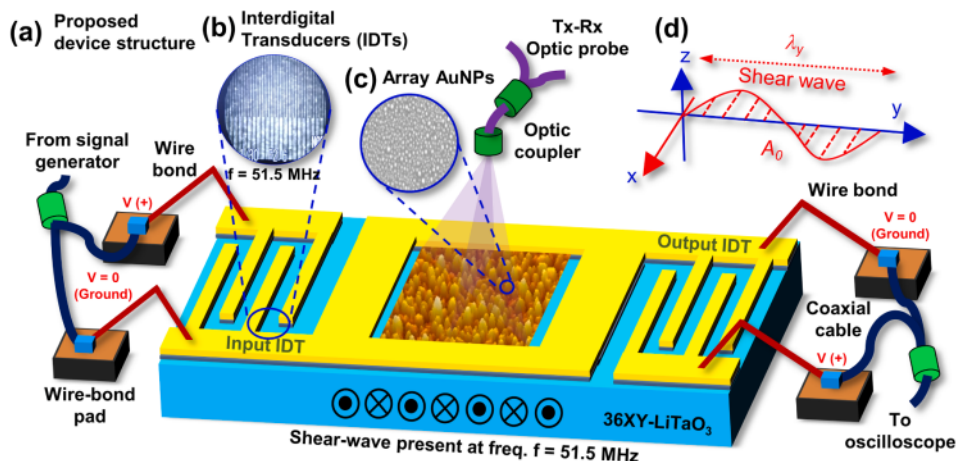 (a)
Proposed
device structure
(b)
Interdigital
Transducers (IDTs)
f = 51.5 MHz
(c)
Array AuNPs
Tx-Rx
Optic probe
Optic
coupler
(d)
z
λy
Shear wave
y
A0
x
From signal
generator
Wire
bond
V (+)
V = 0
(Ground)
Wire-bond
pad
Input IDT
Output IDT
Wire bond
V = 0
(Ground)
Coaxial
cable
V (+)
To
oscilloscope
36XY-LiTaO3
Shear-wave present at freq. f = 51.5 MHz